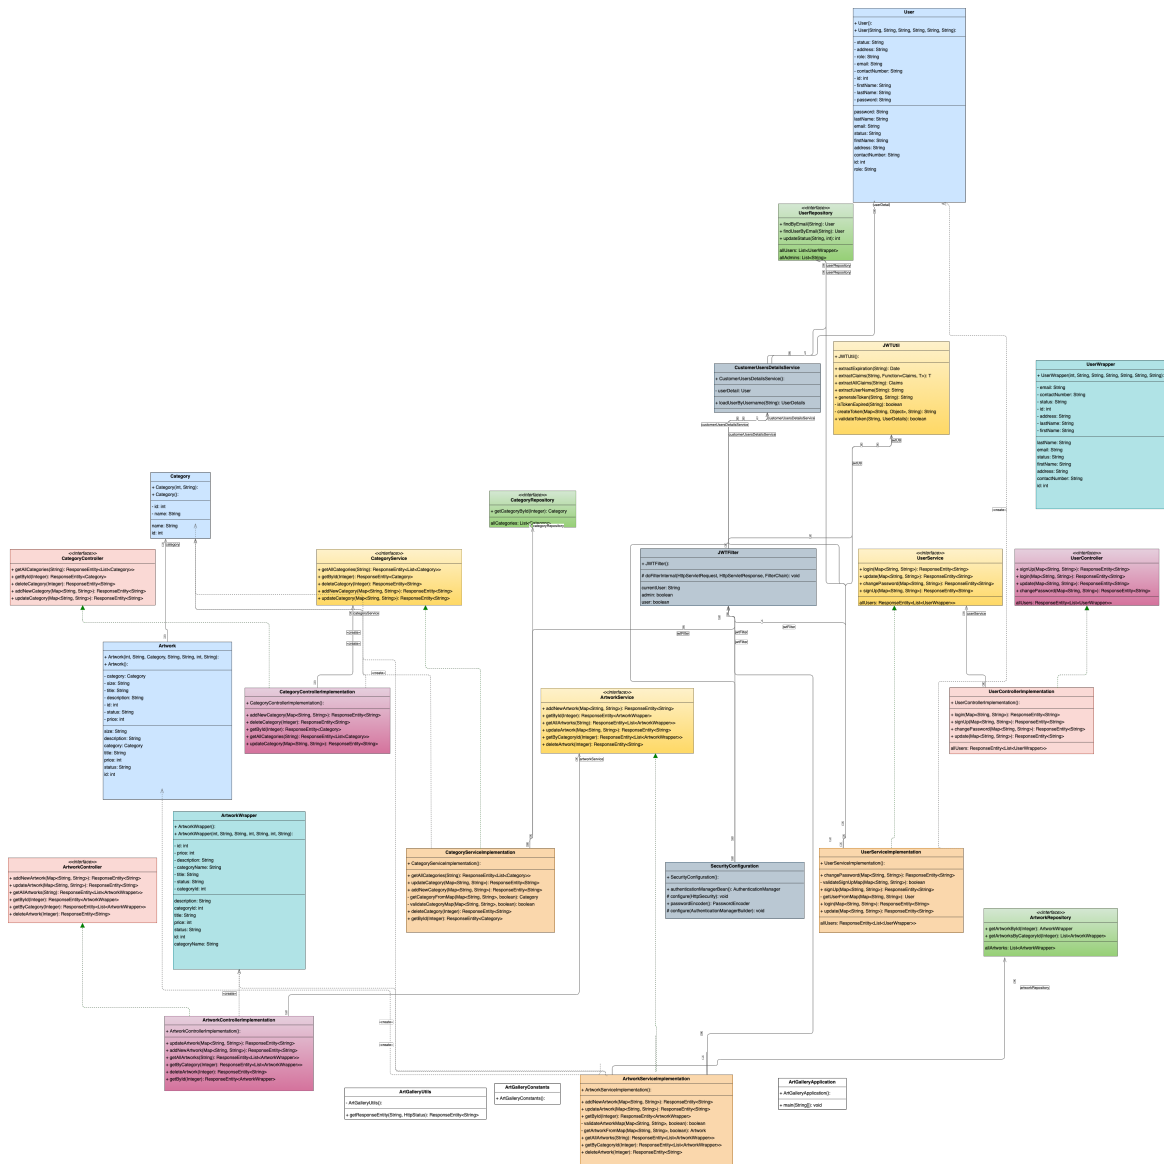 User
+ User():
+ User(String, String, String, String, String, String):
- status: String
- address: String
- role: String
- email: String
- contactNumber: String
- id: int
- firstName: String
- lastName: String
- password: String
password: String
lastName: String
email: String
status: String
firstName: String
address: String
contactNumber: String
id: int
role: String
userDetail
<<Interface>>
UserRepository
+ findByEmail(String): User
+ findUserByEmail(String): User
+ updateStatus(String, int): int
allUsers: List<UserWrapper>
allAdmins: List<String>
userRepository
userRepository
JWTUtil
+ JWTUtil():
+ extractExpiration(String): Date
+ extractClaims(String, Function<Claims, T>): T
+ extractAllClaims(String): Claims
+ extractUserName(String): String
+ generateToken(String, String): String
- isTokenExpired(String): boolean
- createToken(Map<String, Object>, String): String
+ validateToken(String, UserDetails): boolean
CustomerUsersDetailsService
+ CustomerUsersDetailsService():
- userDetail: User
+ loadUserByUsername(String): UserDetails
customerUsersDetailsService
customerUsersDetailsService
customerUsersDetailsService
UserWrapper
+ UserWrapper(int, String, String, String, String, String, String):
- email: String
- contactNumber: String
- status: String
- id: int
- address: String
- lastName: String
- firstName: String
lastName: String
email: String
status: String
firstName: String
address: String
contactNumber: String
id: int
jwtUtil
jwtUtil
Category
+ Category(int, String):
+ Category():
- id: int
- name: String
name: String
id: int
category
<<Interface>>
CategoryRepository
+ getCategoryById(Integer): Category
allCategories: List<Category>
categoryRepository
«create»
<<Interface>>
CategoryController
+ getAllCategories(String): ResponseEntity<List<Category>>
+ getById(Integer): ResponseEntity<Category>
+ deleteCategory(Integer): ResponseEntity<String>
+ addNewCategory(Map<String, String>): ResponseEntity<String>
+ updateCategory(Map<String, String>): ResponseEntity<String>
<<Interface>>
CategoryService
+ getAllCategories(String): ResponseEntity<List<Category>>
+ getById(Integer): ResponseEntity<Category>
+ deleteCategory(Integer): ResponseEntity<String>
+ addNewCategory(Map<String, String>): ResponseEntity<String>
+ updateCategory(Map<String, String>): ResponseEntity<String>
categoryService
«create»
«create»
«create»
JWTFilter
+ JWTFilter():
# doFilterInternal(HttpServletRequest, HttpServletResponse, FilterChain): void
currentUser: String
admin: boolean
user: boolean
jwtFilter
jwtFilter
jwtFilter
jwtFilter
<<Interface>>
UserService
+ login(Map<String, String>): ResponseEntity<String>
+ update(Map<String, String>): ResponseEntity<String>
+ changePassword(Map<String, String>): ResponseEntity<String>
+ signUp(Map<String, String>): ResponseEntity<String>
allUsers: ResponseEntity<List<UserWrapper>>
userService
<<Interface>>
UserController
+ signUp(Map<String, String>): ResponseEntity<String>
+ login(Map<String, String>): ResponseEntity<String>
+ update(Map<String, String>): ResponseEntity<String>
+ changePassword(Map<String, String>): ResponseEntity<String>
allUsers: ResponseEntity<List<UserWrapper>>
Artwork
+ Artwork(int, String, Category, String, String, int, String):
+ Artwork():
- category: Category
- size: String
- title: String
- description: String
- id: int
- status: String
- price: int
size: String
description: String
category: Category
title: String
price: int
status: String
id: int
CategoryControllerImplementation
+ CategoryControllerImplementation():
+ addNewCategory(Map<String, String>): ResponseEntity<String>
+ deleteCategory(Integer): ResponseEntity<String>
+ getById(Integer): ResponseEntity<Category>
+ getAllCategories(String): ResponseEntity<List<Category>>
+ updateCategory(Map<String, String>): ResponseEntity<String>
<<Interface>>
ArtworkService
+ addNewArtwork(Map<String, String>): ResponseEntity<String>
+ getById(Integer): ResponseEntity<ArtworkWrapper>
+ getAllArtworks(String): ResponseEntity<List<ArtworkWrapper>>
+ updateArtwork(Map<String, String>): ResponseEntity<String>
+ getByCategoryId(Integer): ResponseEntity<List<ArtworkWrapper>>
+ deleteArtwork(Integer): ResponseEntity<String>
artworkService
UserControllerImplementation
+ UserControllerImplementation():
+ login(Map<String, String>): ResponseEntity<String>
+ signUp(Map<String, String>): ResponseEntity<String>
+ changePassword(Map<String, String>): ResponseEntity<String>
+ update(Map<String, String>): ResponseEntity<String>
allUsers: ResponseEntity<List<UserWrapper>>
ArtworkWrapper
+ ArtworkWrapper():
+ ArtworkWrapper(int, String, String, int, String, int, String):
- id: int
- price: int
- description: String
- categoryName: String
- title: String
- status: String
- categoryId: int
description: String
categoryId: int
title: String
price: int
status: String
id: int
categoryName: String
<<Interface>>
ArtworkController
+ addNewArtwork(Map<String, String>): ResponseEntity<String>
+ updateArtwork(Map<String, String>): ResponseEntity<String>
+ getAllArtworks(String): ResponseEntity<List<ArtworkWrapper>>
+ getById(Integer): ResponseEntity<ArtworkWrapper>
+ getByCategory(Integer): ResponseEntity<List<ArtworkWrapper>>
+ deleteArtwork(Integer): ResponseEntity<String>
CategoryServiceImplementation
+ CategoryServiceImplementation():
+ getAllCategories(String): ResponseEntity<List<Category>>
+ updateCategory(Map<String, String>): ResponseEntity<String>
+ addNewCategory(Map<String, String>): ResponseEntity<String>
- getCategoryFromMap(Map<String, String>, boolean): Category
- validateCategoryMap(Map<String, String>, boolean): boolean
+ deleteCategory(Integer): ResponseEntity<String>
+ getById(Integer): ResponseEntity<Category>
SecurityConfiguration
+ SecurityConfiguration():
+ authenticationManagerBean(): AuthenticationManager
# configure(HttpSecurity): void
+ passwordEncoder(): PasswordEncoder
# configure(AuthenticationManagerBuilder): void
UserServiceImplementation
+ UserServiceImplementation():
+ changePassword(Map<String, String>): ResponseEntity<String>
- validateSignUpMap(Map<String, String>): boolean
+ signUp(Map<String, String>): ResponseEntity<String>
- getUserFromMap(Map<String, String>): User
+ login(Map<String, String>): ResponseEntity<String>
+ update(Map<String, String>): ResponseEntity<String>
allUsers: ResponseEntity<List<UserWrapper>>
<<Interface>>
ArtworkRepository
+ getArtworkById(Integer): ArtworkWrapper
+ getArtworksByCategoryId(Integer): List<ArtworkWrapper>
allArtworks: List<ArtworkWrapper>
artworkRepository
«create»
«create»
«create»
ArtworkControllerImplementation
+ ArtworkControllerImplementation():
+ updateArtwork(Map<String, String>): ResponseEntity<String>
+ addNewArtwork(Map<String, String>): ResponseEntity<String>
+ getAllArtworks(String): ResponseEntity<List<ArtworkWrapper>>
+ getByCategory(Integer): ResponseEntity<List<ArtworkWrapper>>
+ deleteArtwork(Integer): ResponseEntity<String>
+ getById(Integer): ResponseEntity<ArtworkWrapper>
ArtGalleryUtils
- ArtGalleryUtils():
+ getResponseEntity(String, HttpStatus): ResponseEntity<String>
ArtGalleryConstants
+ ArtGalleryConstants():
ArtworkServiceImplementation
+ ArtworkServiceImplementation():
+ addNewArtwork(Map<String, String>): ResponseEntity<String>
+ updateArtwork(Map<String, String>): ResponseEntity<String>
+ getById(Integer): ResponseEntity<ArtworkWrapper>
- validateArtworkMap(Map<String, String>, boolean): boolean
- getArtworkFromMap(Map<String, String>, boolean): Artwork
+ getAllArtworks(String): ResponseEntity<List<ArtworkWrapper>>
+ getByCategoryId(Integer): ResponseEntity<List<ArtworkWrapper>>
+ deleteArtwork(Integer): ResponseEntity<String>
ArtGalleryApplication
+ ArtGalleryApplication():
+ main(String[]): void